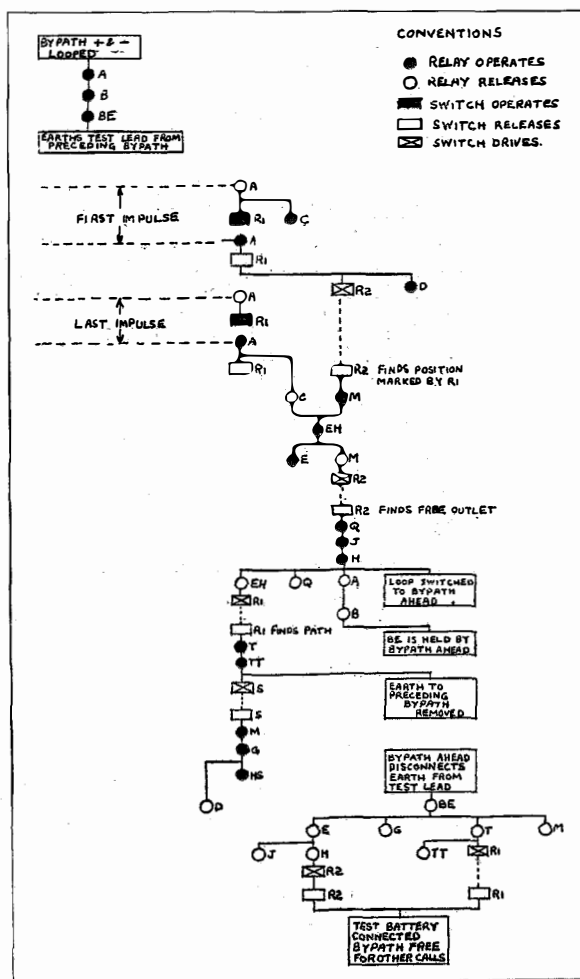 BYPATH + & -
LOOPED
A
B
BE
EARTHS TEST LEAD FROM
PRECEDING BYPATH
CONVENTIONS
RELAY OPERATES
RELAY RELEASES
SWITCH OPERATES
SWITCH RELEASES
SWITCH DRIVES.
A
FIRST IMPULSE
R1
C
A
R1
R2
D
A
LAST IMPULSE
R1
A
R1
R2 FINDS POSITION
MARKED BY R1
C
M
EH
E
M
R2
R2 FINDS FREE OUTLET
Q
J
H
EH
Q
A
LOOP SWITCHED
TO BYPATH
AHEAD
R1
B
R1 FINDS PATH
BE IS HELD BY
BYPATH AHEAD
T
TT
S
EARTH TO
PRECEDING
BYPATH
REMOVED
S
M
G
HS
D
BYPATH AHEAD
DISCONNECTS
EARTH FROM
TEST LEAD
BE
E
G
T
M
J
H
TT
R1
R2
R2
R1
TEST BATTERY
CONNECTED
BYPATH FREE
FOR OTHER CALLS